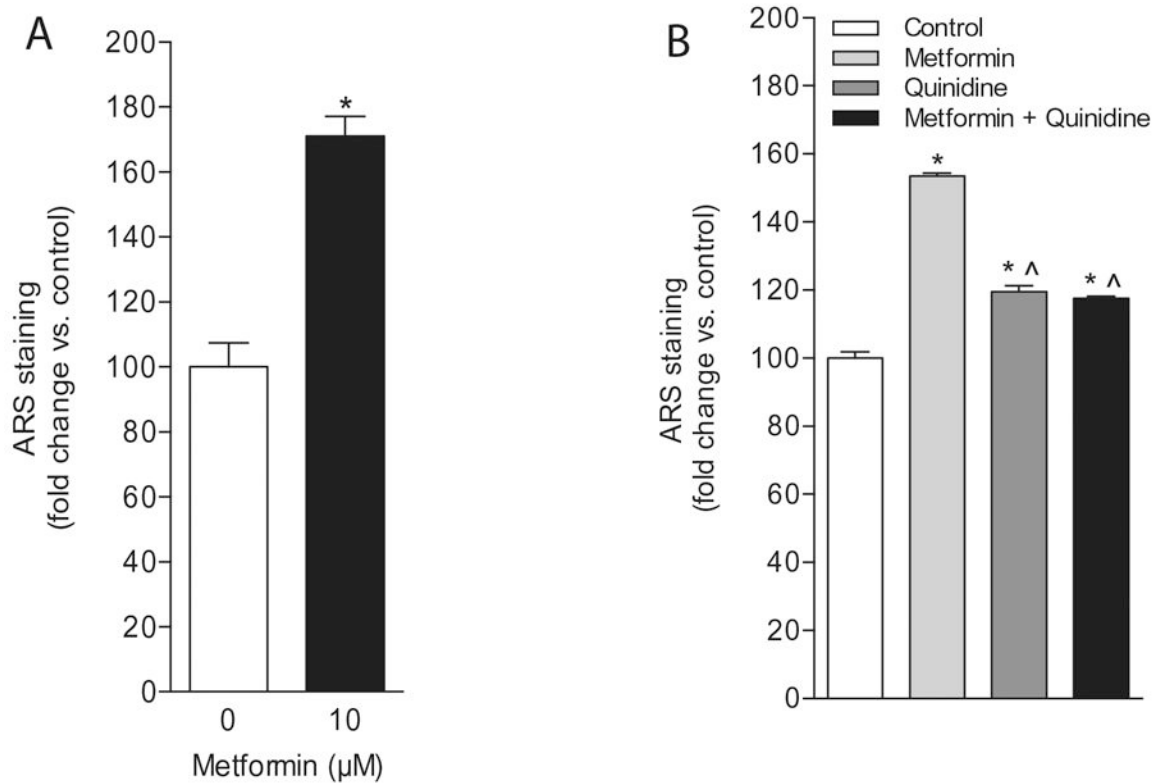 A
ARS staining
(fold change vs. control)
200
180
160
140
120
100
80
60
40
20
0
*
0 10
Metformin (µM)
B
ARS staining
(fold change vs. control)
200
180
160
140
120
100
80
60
40
20
0
Control
Metformin
Quinidine
Metformin + Quinidine
*
* ^
* ^